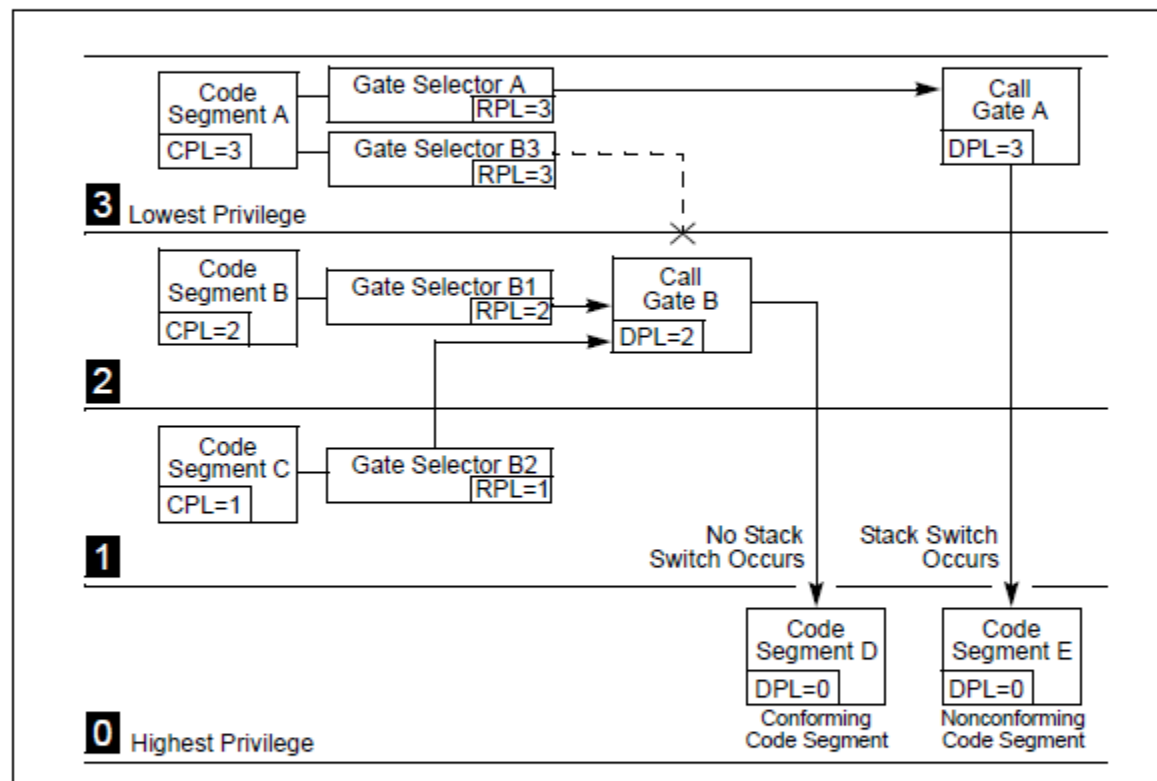 Code
Segment A
CPL=3
Gate Selector A
RPL=3
Gate Selector B3
RPL=3
Call
Gate A
DPL=3
3 Lowest Privilege
Code
Segment B
CPL=2
Gate Selector B1
RPL=2
Call
Gate B
DPL=2
2
Code
Segment C
CPL=1
Gate Selector B2
RPL=1
No Stack
Switch Occurs
Stack Switch
Occurs
1
Code
Segment D
DPL=0
Conforming
Code Segment
Code
Segment E
DPL=0
Nonconforming
Code Segment
0 Highest Privilege